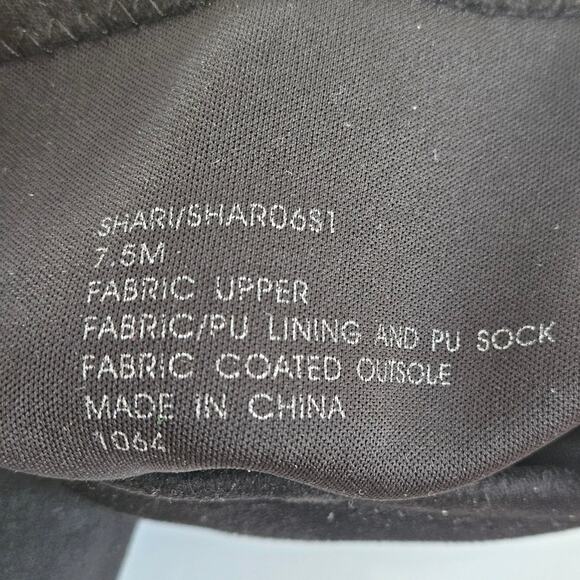 SHARI/SHAR06S1
7.5M
FABRIC UPPER
FABRIC/PU LINING AND PU SOCK
FABRIC COATED OUTSOLE
MADE IN CHINA
1064